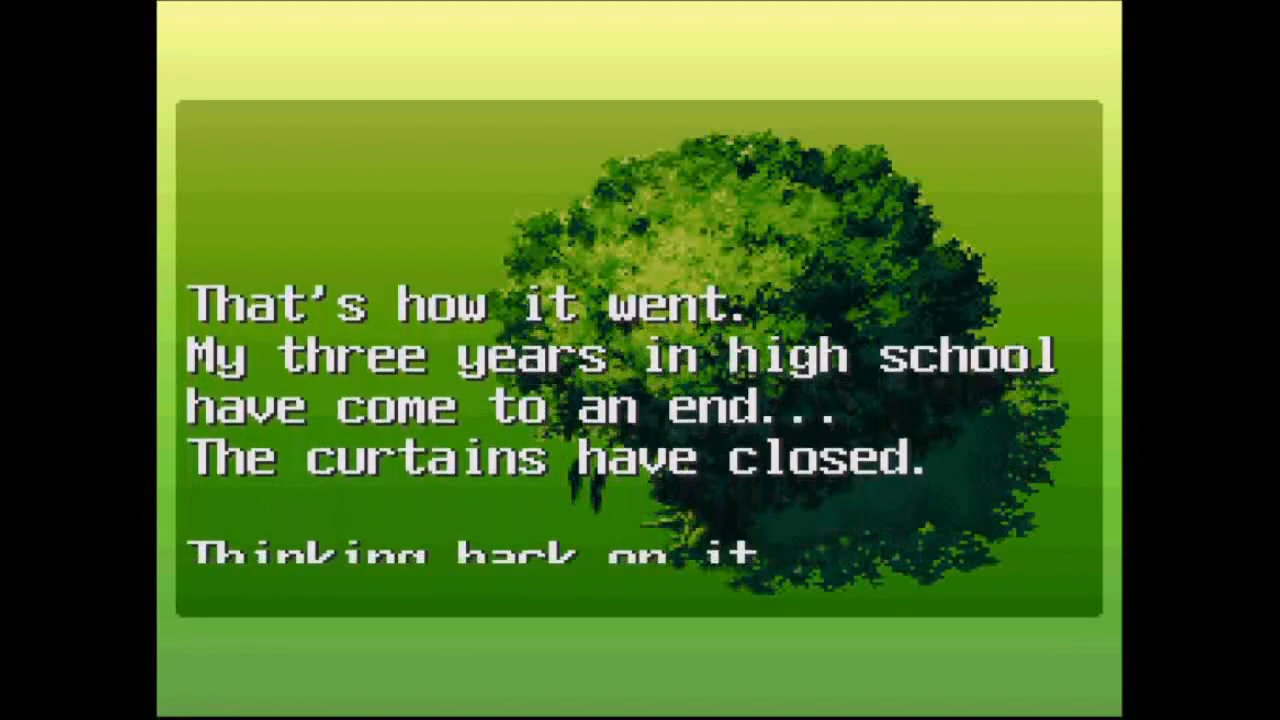 That's how it went.
My three years in high school
have come to an end...
The curtains have closed.
Thinking back on it